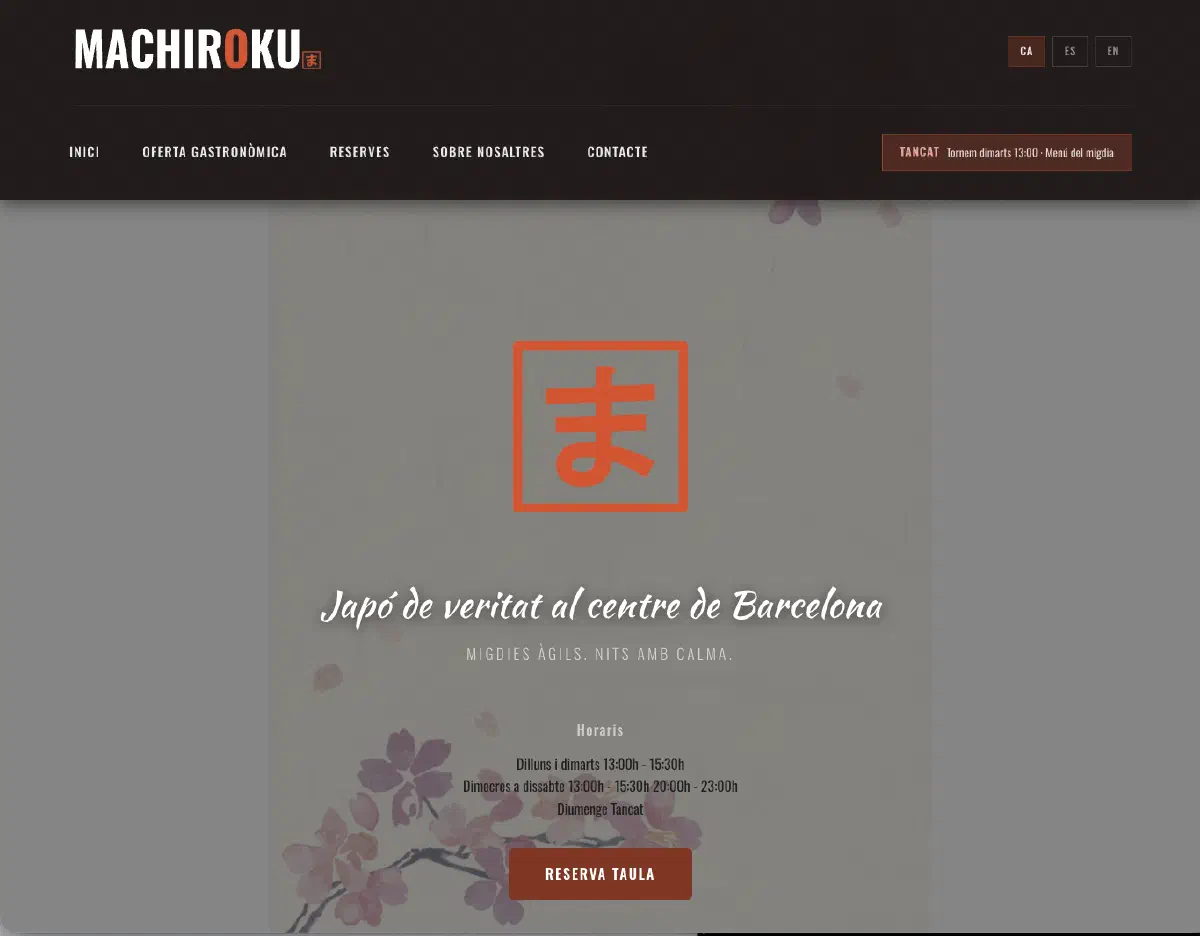 MACHIROKU ま
CA ES EN
INICI OFERTA GASTRONÒMICA RESERVES SOBRE NOSALTRES CONTACTE
TANCAT Tornem dimarts 13:00 · Menú del migdia
ま
Japó de veritat al centre de Barcelona
MIGDIES ÀGILS. NITS AMB CALMA.
Horaris
Dilluns i dimarts 13:00h - 15:30h
Dimecres a dissabte 13:00h - 15:30h 20:00h - 23:00h
Diumenge Tancat
RESERVA TAULA